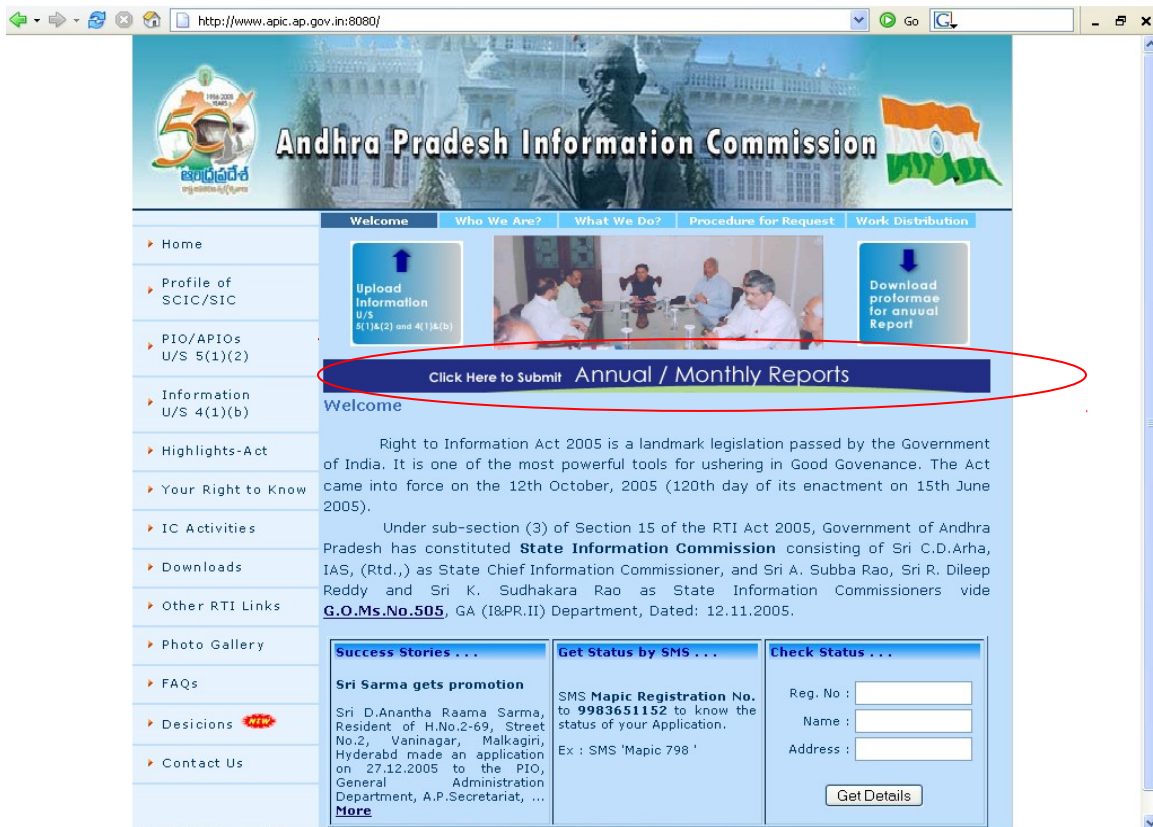 http://www.apic.ap.gov.in:8080/
Go
G
1956-2005
YEARS
50
ఆంధ్రప్రదేశ్
Andhra Pradesh Information Commission
Welcome
Who We Are?
What We Do?
Procedure for Request
Work Distribution
Home
Profile of
SCIC/SIC
PIO/APIOs
U/S 5(1)(2)
Information
U/S 4(1)(b)
Highlights-Act
Your Right to Know
IC Activities
Downloads
Other RTI Links
Photo Gallery
FAQs
Desicions NEW
Contact Us
Upload
Information
U/S
5(1)&(2) and 4(1)&(b)
Download
proformae
for anuual
Report
Click Here to Submit Annual / Monthly Reports
Welcome
Right to Information Act 2005 is a landmark legislation passed by the Government
of India. It is one of the most powerful tools for ushering in Good Govenance. The Act
came into force on the 12th October, 2005 (120th day of its enactment on 15th June
2005).
Under sub-section (3) of Section 15 of the RTI Act 2005, Government of Andhra
Pradesh has constituted State Information Commission consisting of Sri C.D.Arha,
IAS, (Rtd.,) as State Chief Information Commissioner, and Sri A. Subba Rao, Sri R. Dileep
Reddy and Sri K. Sudhakara Rao as State Information Commissioners vide
G.O.Ms.No.505, GA (I&PR.II) Department, Dated: 12.11.2005.
Success Stories . . .
Sri Sarma gets promotion
Sri D.Anantha Raama Sarma,
Resident of H.No.2-69, Street
No.2, Vaninagar, Malkagiri,
Hyderabd made an application
on 27.12.2005 to the PIO,
General Administration
Department, A.P.Secretariat, ...
More
Get Status by SMS . . .
SMS Mapic Registration No.
to 9983651152 to know the
status of your Application.
Ex : SMS 'Mapic 798 '
Check Status . . .
Reg. No :
Name :
Address :
Get Details